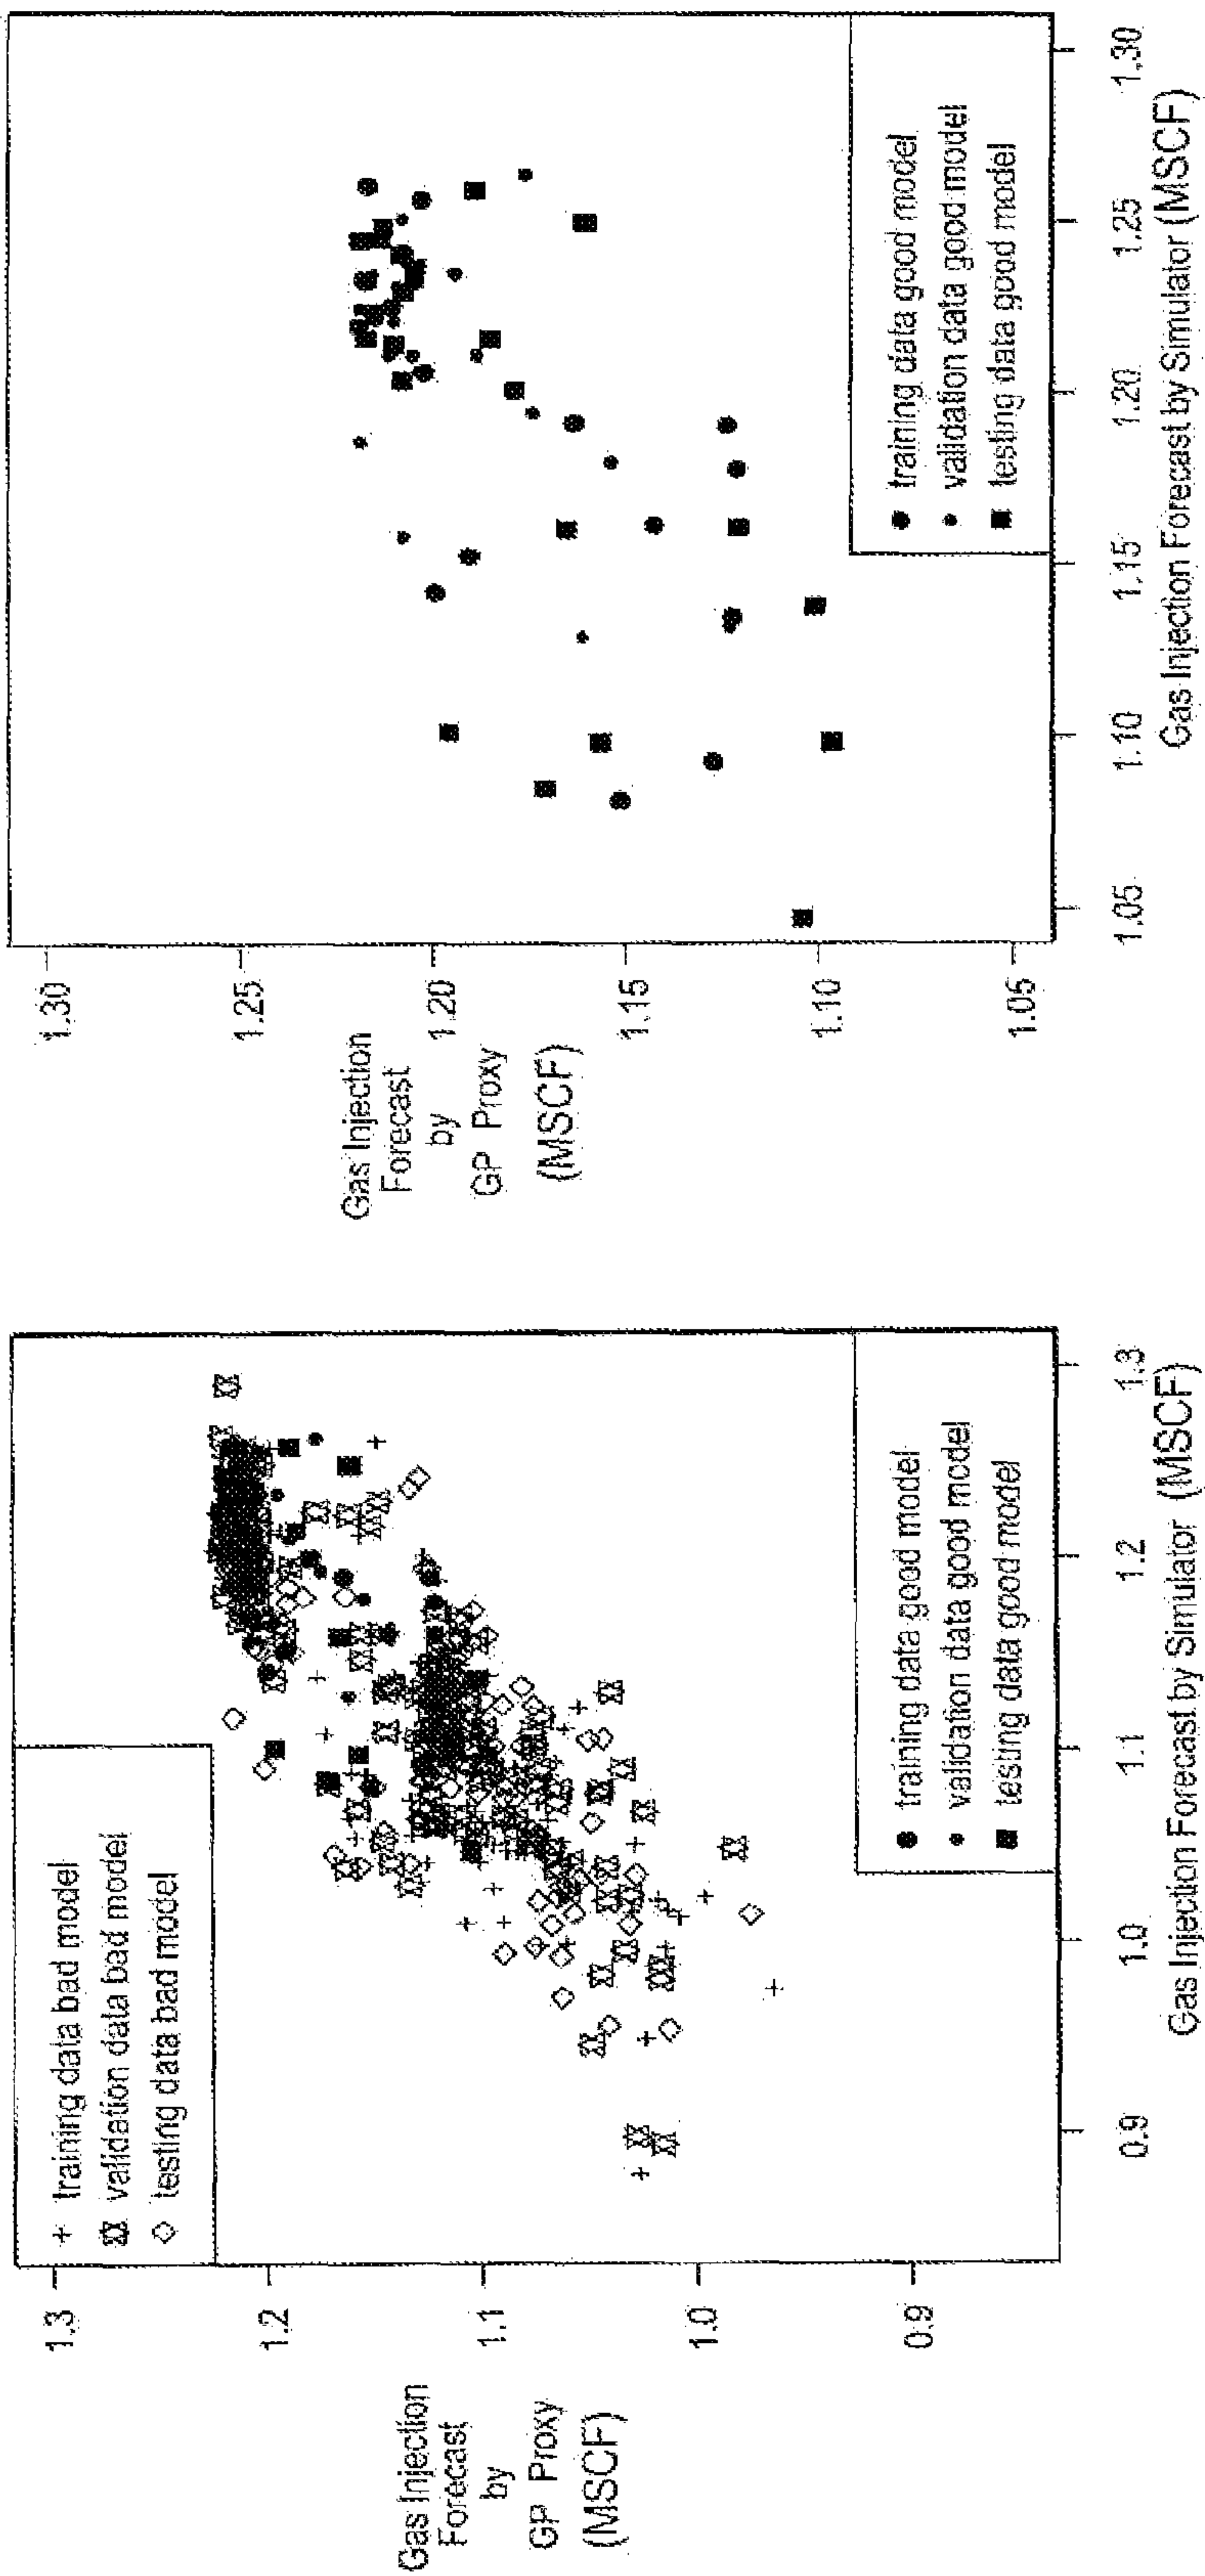 Gas Injection
Forecast
by
GP Proxy
(MSCF)
1.3
1.2
1.1
1.0
0.9
+ training data bad model
validation data bad model
◇ testing data bad model
● training data good model
• validation data good model
■ testing data good model
0.9 1.0 1.1 1.2 1.3
Gas Injection Forecast by Simulator (MSCF)
Gas Injection
Forecast
by
GP Proxy
(MSCF)
1.30
1.25
1.20
1.15
1.10
1.05
● training data good model
• validation data good model
■ testing data good model
1.05 1.10 1.15 1.20 1.25 1.30
Gas Injection Forecast by Simulator (MSCF)